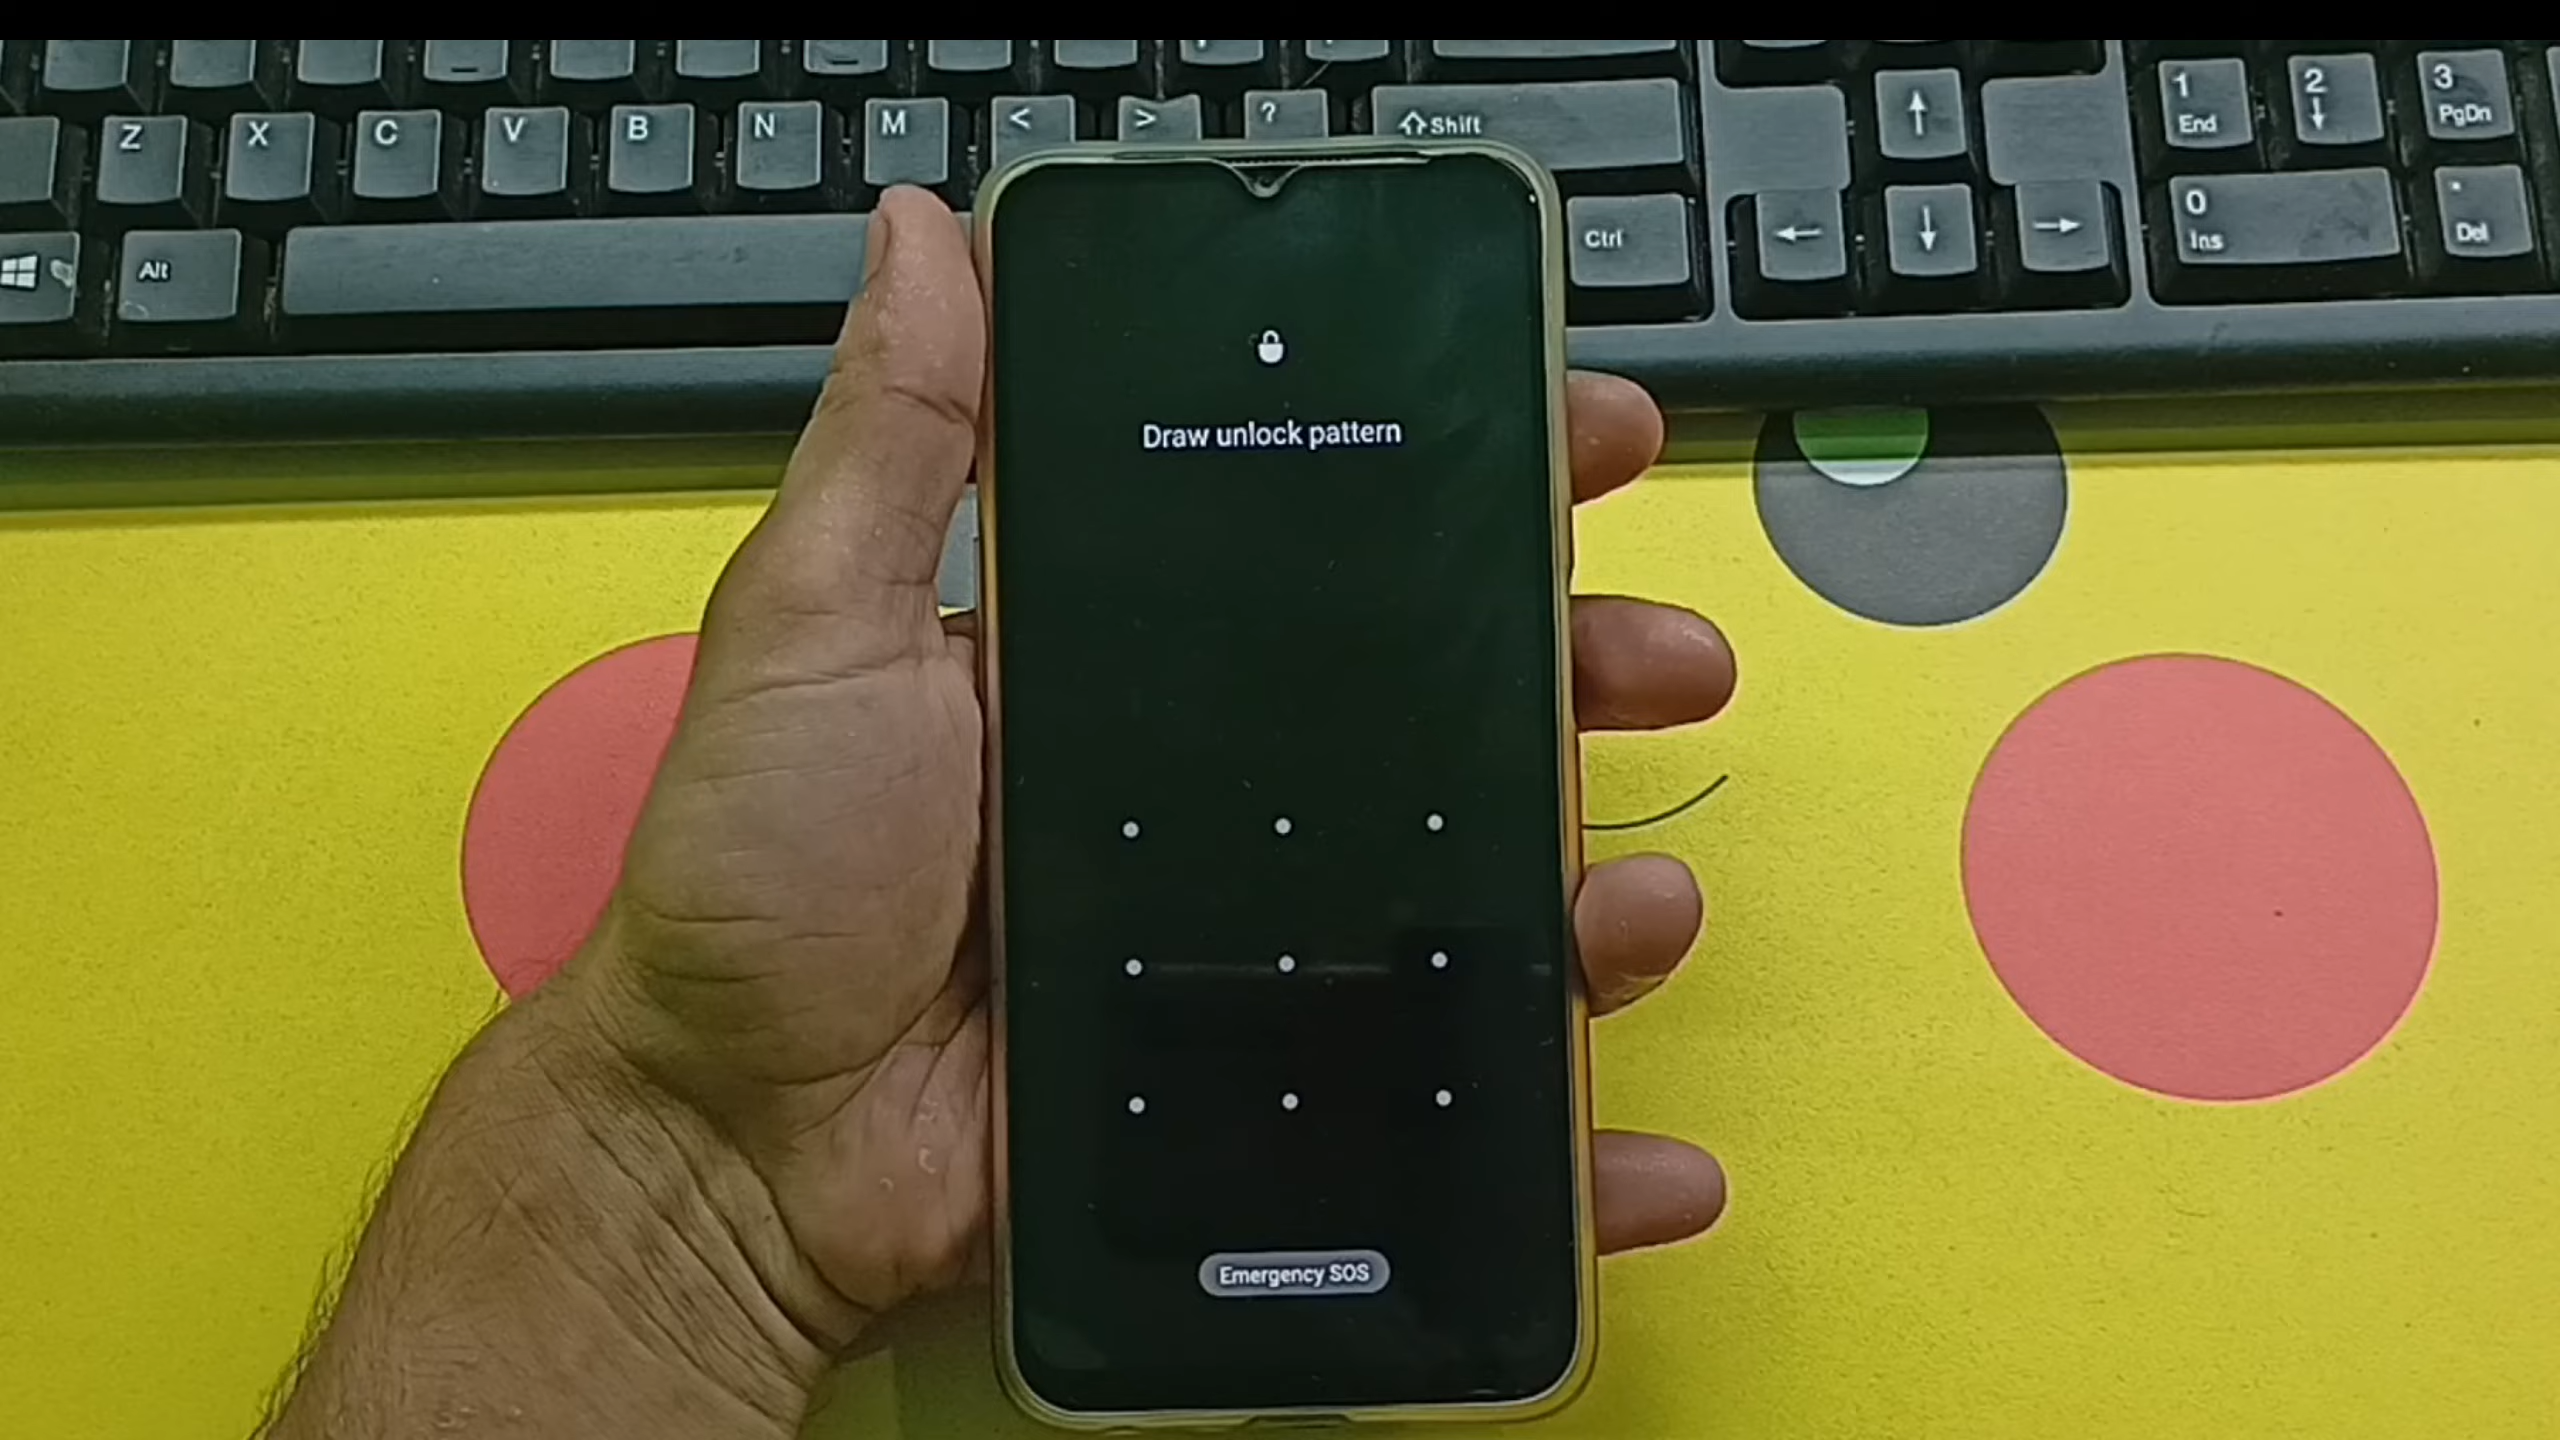 Z X C V B N M < > ? Shift
1 End 2 3 PgDn
Alt Ctrl
0 Ins . Del
Draw unlock pattern
Emergency SOS